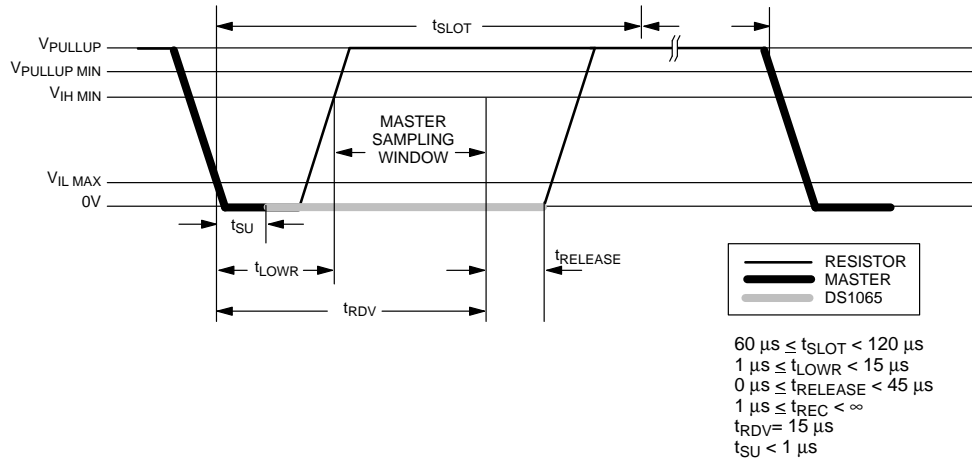 tSLOT
VPULLUP
VPULLUP MIN
VIH MIN
MASTER
SAMPLING
WINDOW
VIL MAX
0V
tSU
tLOWR
tRELEASE
tRDV
RESISTOR
MASTER
DS1065
60 μs ≤ tSLOT < 120 μs
1 μs ≤ tLOWR < 15 μs
0 μs ≤ tRELEASE < 45 μs
1 μs ≤ tREC < ∞
tRDV= 15 μs
tSU < 1 μs